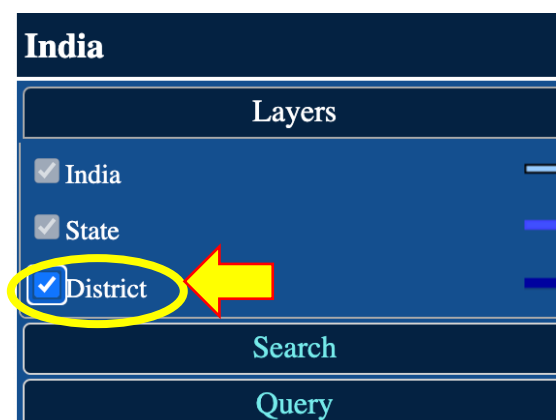 India
Layers
India
State
District
Search
Query